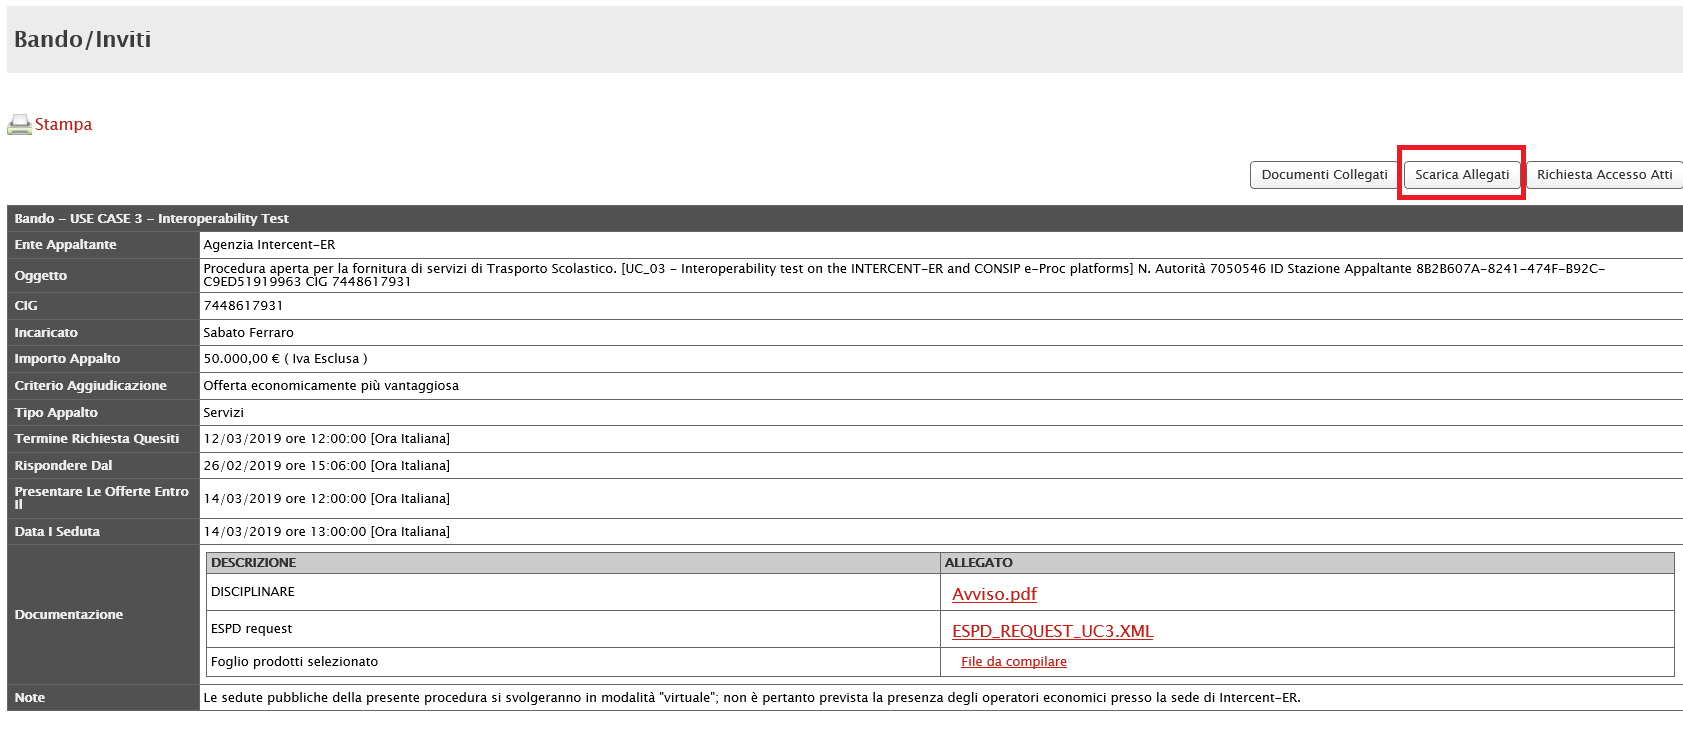 Bando/Inviti
Stampa
Documenti Collegati
Scarica Allegati
Richiesta Accesso Atti
Bando - USE CASE 3 - Interoperability Test
Ente Appaltante
Agenzia Intercent-ER
Oggetto
Procedura aperta per la fornitura di servizi di Trasporto Scolastico. [UC_03 - Interoperability test on the INTERCENT-ER and CONSIP e-Proc platforms] N. Autorità 7050546 ID Stazione Appaltante 8B2B607A-8241-474F-B92C-
C9ED51919963 CIG 7448617931
CIG
7448617931
Incaricato
Sabato Ferraro
Importo Appalto
50.000,00 € ( Iva Esclusa )
Criterio Aggiudicazione
Offerta economicamente più vantaggiosa
Tipo Appalto
Servizi
Termine Richiesta Quesiti
12/03/2019 ore 12:00:00 [Ora Italiana]
Rispondere Dal
26/02/2019 ore 15:06:00 [Ora Italiana]
Presentare Le Offerte Entro
Il
14/03/2019 ore 12:00:00 [Ora Italiana]
Data I Seduta
14/03/2019 ore 13:00:00 [Ora Italiana]
Documentazione
DESCRIZIONE
ALLEGATO
DISCIPLINARE
Avviso.pdf
ESPD request
ESPD_REQUEST_UC3.XML
Foglio prodotti selezionato
File da compilare
Note
Le sedute pubbliche della presente procedura si svolgeranno in modalità "virtuale"; non è pertanto prevista la presenza degli operatori economici presso la sede di Intercent-ER.